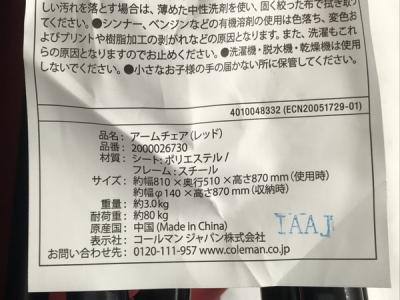 しい汚れを落とす場合は、薄めた中性洗剤を使い、固く絞った布で拭き取っ
てください。●シンナー、ベンジンなどの有機溶剤の使用は色落ち、変色お
よびプリントや樹脂加工の剥がれなどの原因となります。また、洗濯もこれ
らの原因となりますのでお止めください。●洗濯機・脱水機・乾燥機は使用
しないでください。●小さなお子様の手の届かない所に保管してください。
4010048332 (ECN20051729-01)
品名：アームチェア(レッド)
品番：2000026730
材質：シート：ポリエステル /
フレーム：スチール
サイズ：約幅810×奥行510×高さ870 mm（使用時）
約幅φ140×高さ870 mm（収納時）
重量：約3.0kg
耐荷重：約80 kg
原産国：中国 (Made in China)
表示社：コールマン ジャパン株式会社
お問い合わせ先：0120-111-957 www.coleman.co.jp
IAAJ